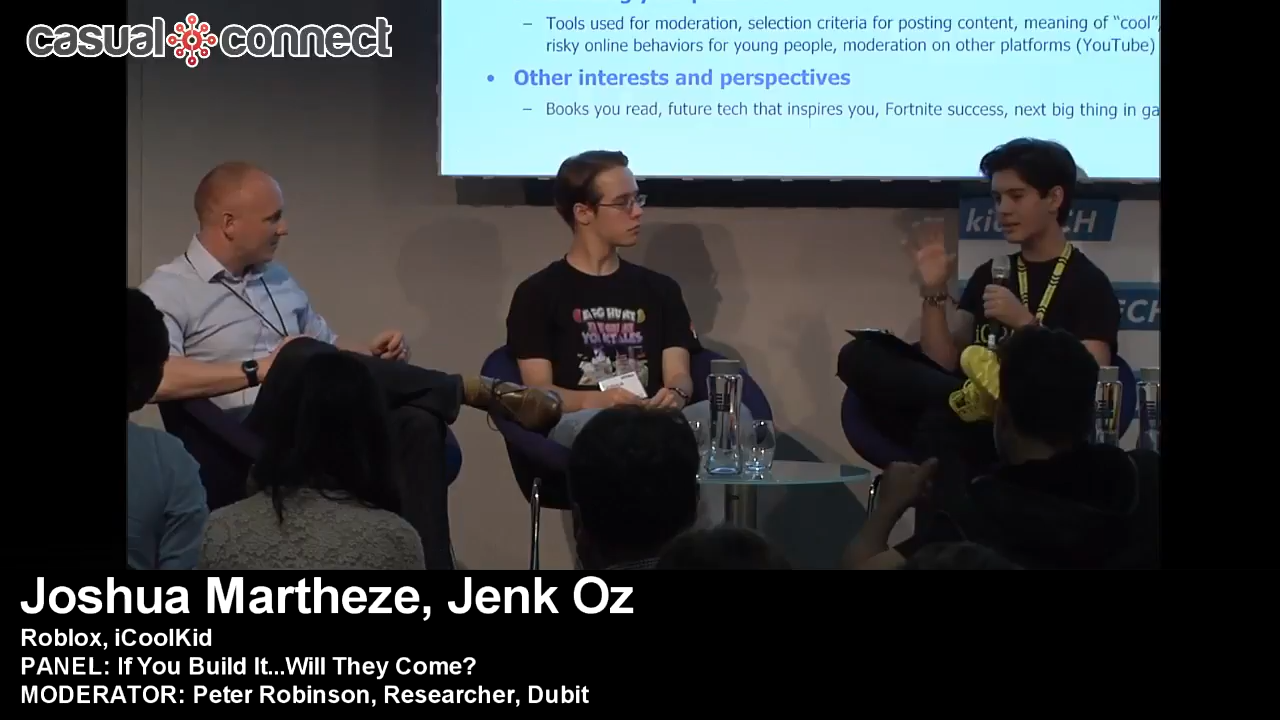 casual connect
– Tools used for moderation, selection criteria for posting content, meaning of “cool”,
risky online behaviors for young people, moderation on other platforms (YouTube)
• Other interests and perspectives
– Books you read, future tech that inspires you, Fortnite success, next big thing in ga
Joshua Martheze, Jenk Oz
Roblox, iCoolKid
PANEL: If You Build It...Will They Come?
MODERATOR: Peter Robinson, Researcher, Dubit